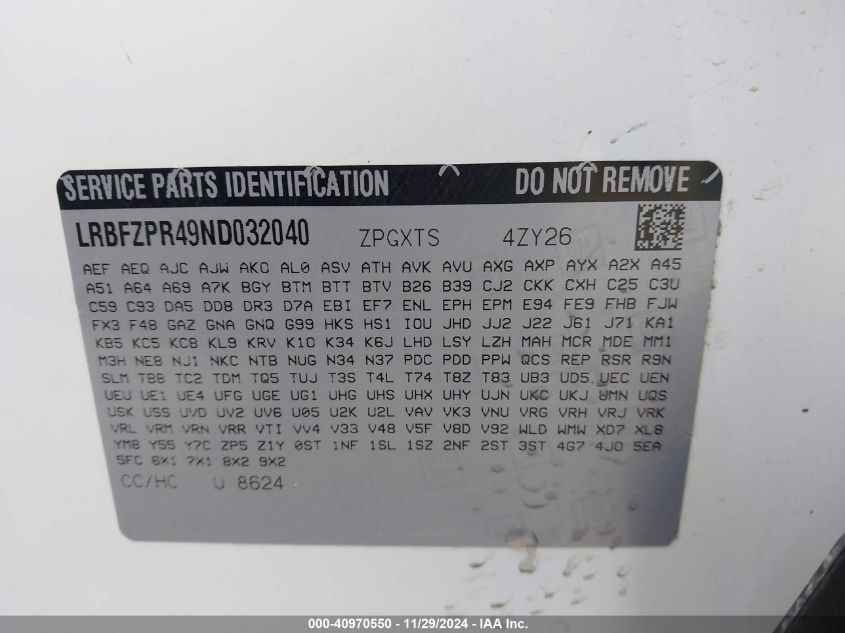 SERVICE PARTS IDENTIFICATION DO NOT REMOVE
LRBFZPR49ND032040 ZPGXTS 4ZY26
AEF AEQ AJC AJW AKO AL0 ASV ATH AVK AVU AXG AXP AYX A2X A45
A51 A64 A69 A7K BGY BTM BTT BTV B26 B39 CJ2 CKK CXH C25 C3U
C59 C93 DA5 DD8 DR3 D7A EBI EF7 ENL EPH EPM E94 FE9 FHB FJW
FX3 F48 GAZ GNA GNQ G99 HKS HS1 IOU JHD JJ2 J22 J61 J71 KA1
KB5 KC5 KC8 KL9 KRV K10 K34 K6J LHD LSY LZH MAH MCR MDE MM1
M3H NE8 NJ1 NKC NTB NUG N34 N37 PDC PDD PPW QCS REP RSR R9N
SLM TB8 TC2 TDM TQ5 TUJ T3S T4L T74 T8Z T83 UB3 UD5 UEC UEN
UEU UE1 UE4 UFG UGE UG1 UHG UHS UHX UHY UJN UKC UKJ UMN UQS
USK USS UVD UV2 UV6 U05 U2K U2L VAV VK3 VNU VRG VRH VRJ VRK
VRL VRM VRN VRR VTI VV4 V33 V48 V5F V8D V92 WLD WMW XD7 XL8
YM8 Y55 Y7C ZP5 Z1Y 0ST 1NF 1SL 1SZ 2NF 2ST 3ST 4G7 4J0 5EA
5FC 6X1 7X1 8X2 9X2
CC/HC U 8624
000-40970550 - 11/29/2024 - IAA Inc.